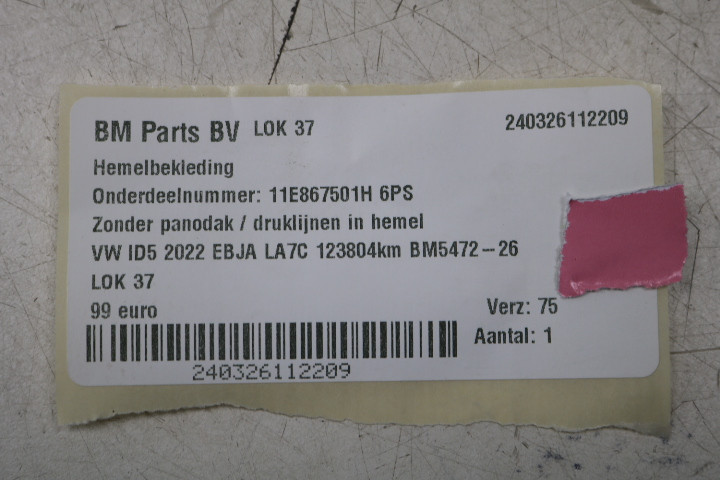 BM Parts BV LOK 37 240326112209
Hemelbekleding
Onderdeelnummer: 11E867501H 6PS
Zonder panodak / druklijnen in hemel
VW ID5 2022 EBJA LA7C 123804km BM5472-26
LOK 37
99 euro Verz: 75
Aantal: 1
240326112209